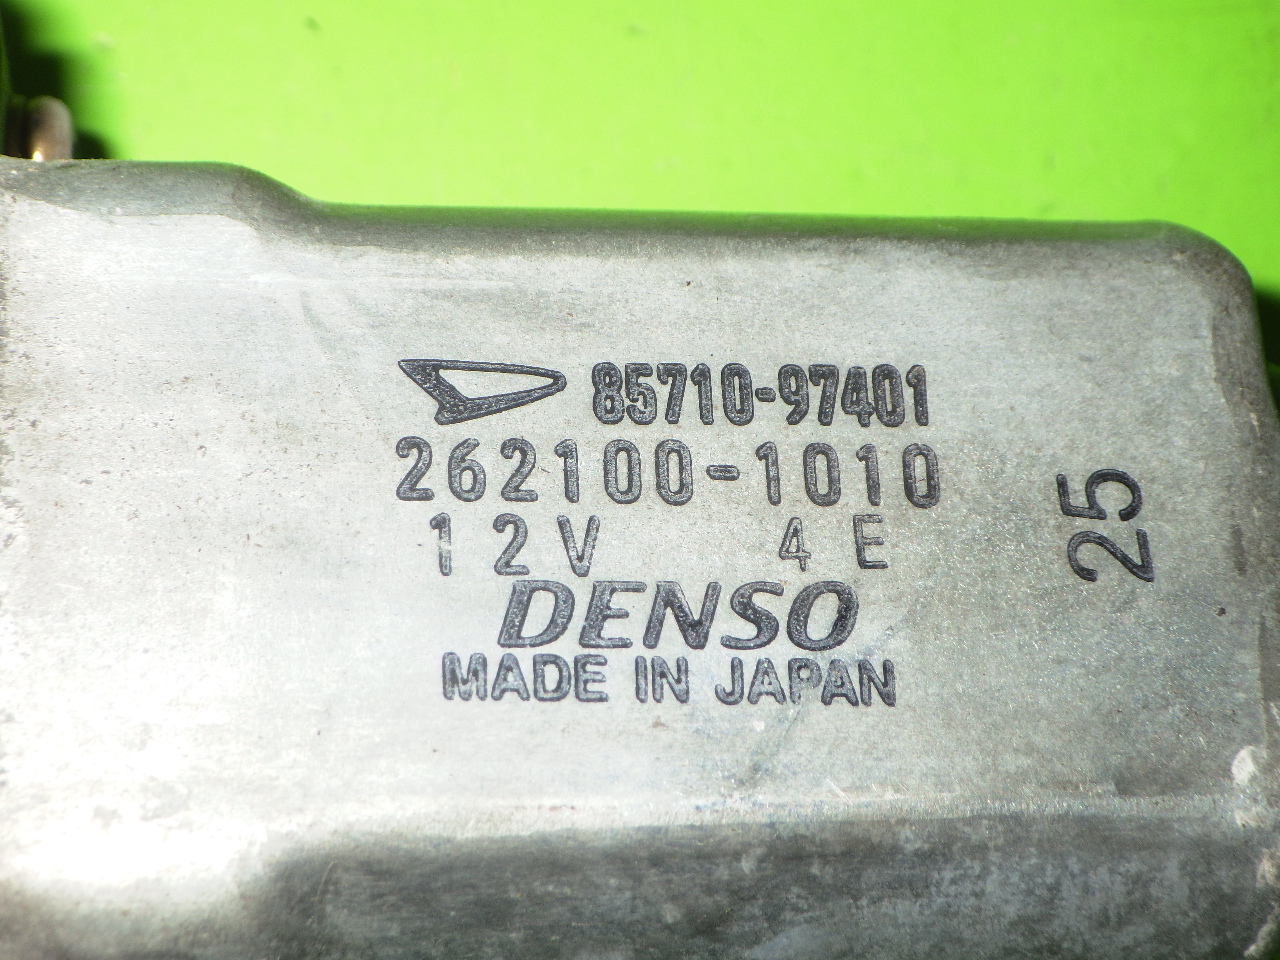 85710-97401
262100-1010
12V 4E
DENSO
MADE IN JAPAN
25